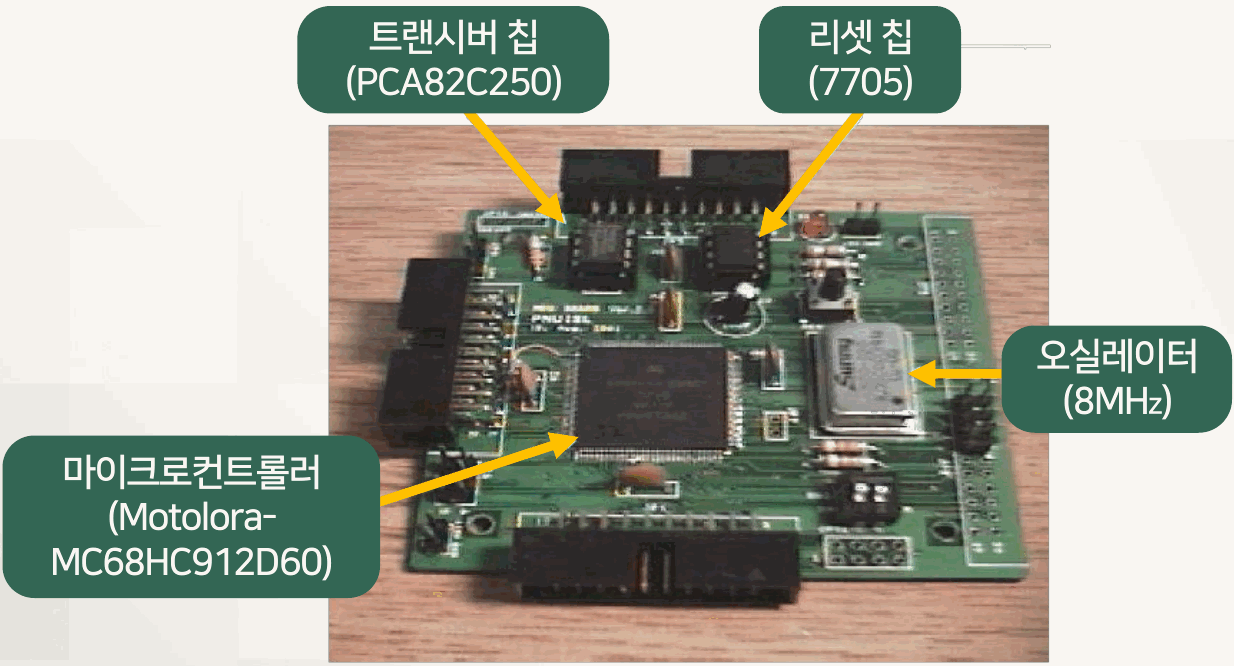 트랜시버 칩
(PCA82C250)
리셋 칩
(7705)
오실레이터
(8MHz)
마이크로컨트롤러
(Motolora-
MC68HC912D60)